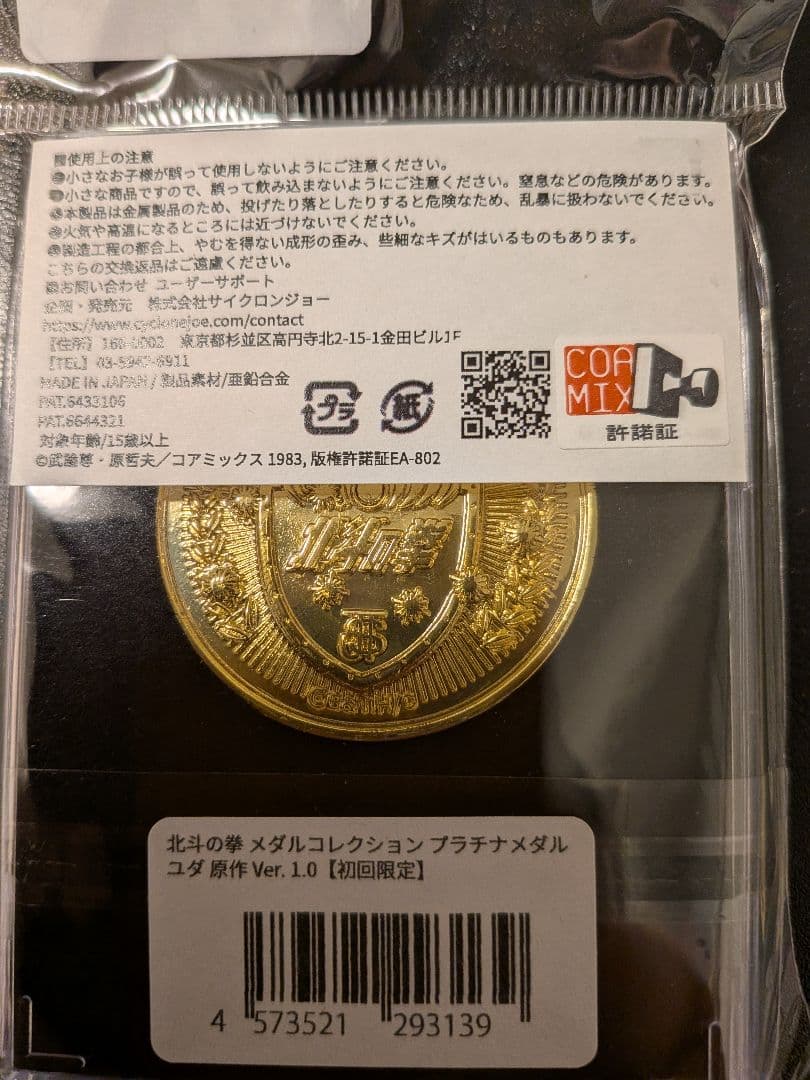 ■使用上の注意
●小さなお子様が誤って使用しないようにご注意ください。
●小さな商品ですので、誤って飲み込まないようにご注意ください。窒息などの危険があります。
●本製品は金属製品のため、投げたり落としたりすると危険なため、乱暴に扱わないでください。
●火気や高温になるところには近づけないでください。
●製造工程の都合上、やむを得ない成形の歪み、些細なキズがはいるものもあります。
こちらの交換返品はご遠慮ください。
■お問い合わせ ユーザーサポート
企画・発売元 株式会社サイクロンジョー
https://www.cyclonejoe.com/contact
【住所】 東京都杉並区高円寺北2-15-1金田ビル1F
【TEL】
MADE IN JAPAN / 製品素材/亜鉛合金
PAT.6433106
PAT.6644321
対象年齢/15歳以上
©武論尊・原哲夫／コアミックス 1983, 版権許諾証EA-802
プラ
紙
COA
MIX
許諾証
北斗の拳
北斗の拳 メダルコレクション プラチナメダル
ユダ 原作 Ver. 1.0【初回限定】
4 573521 293139